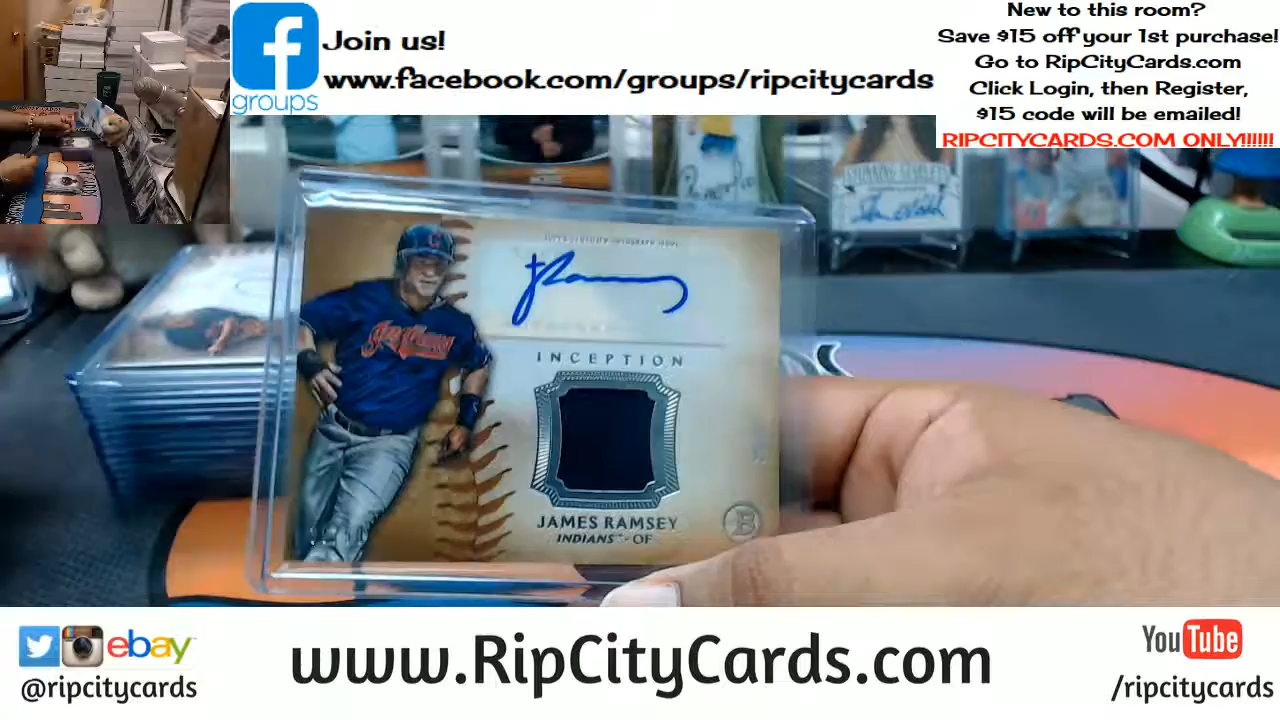 Join us!
www.facebook.com/groups/ripcitycards
groups
New to this room?
Save $15 off your 1st purchase!
Go to RipCityCards.com
Click Login, then Register,
$15 code will be emailed!
RIPCITYCARDS.COM ONLY!!!!!!
INCEPTION
JAMES RAMSEY
INDIANS™ • OF
B
ebay
@ripcitycards
www.RipCityCards.com
YouTube
/ripcitycards